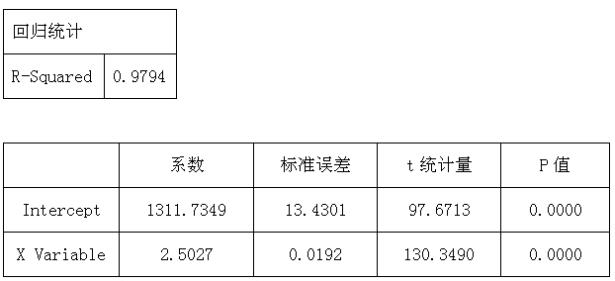 回归统计
R-Squared 0.9794
系数 标准误差 t 统计量 P 值
Intercept 1311.7349 13.4301 97.6713 0.0000
X Variable 2.5027 0.0192 130.3490 0.0000